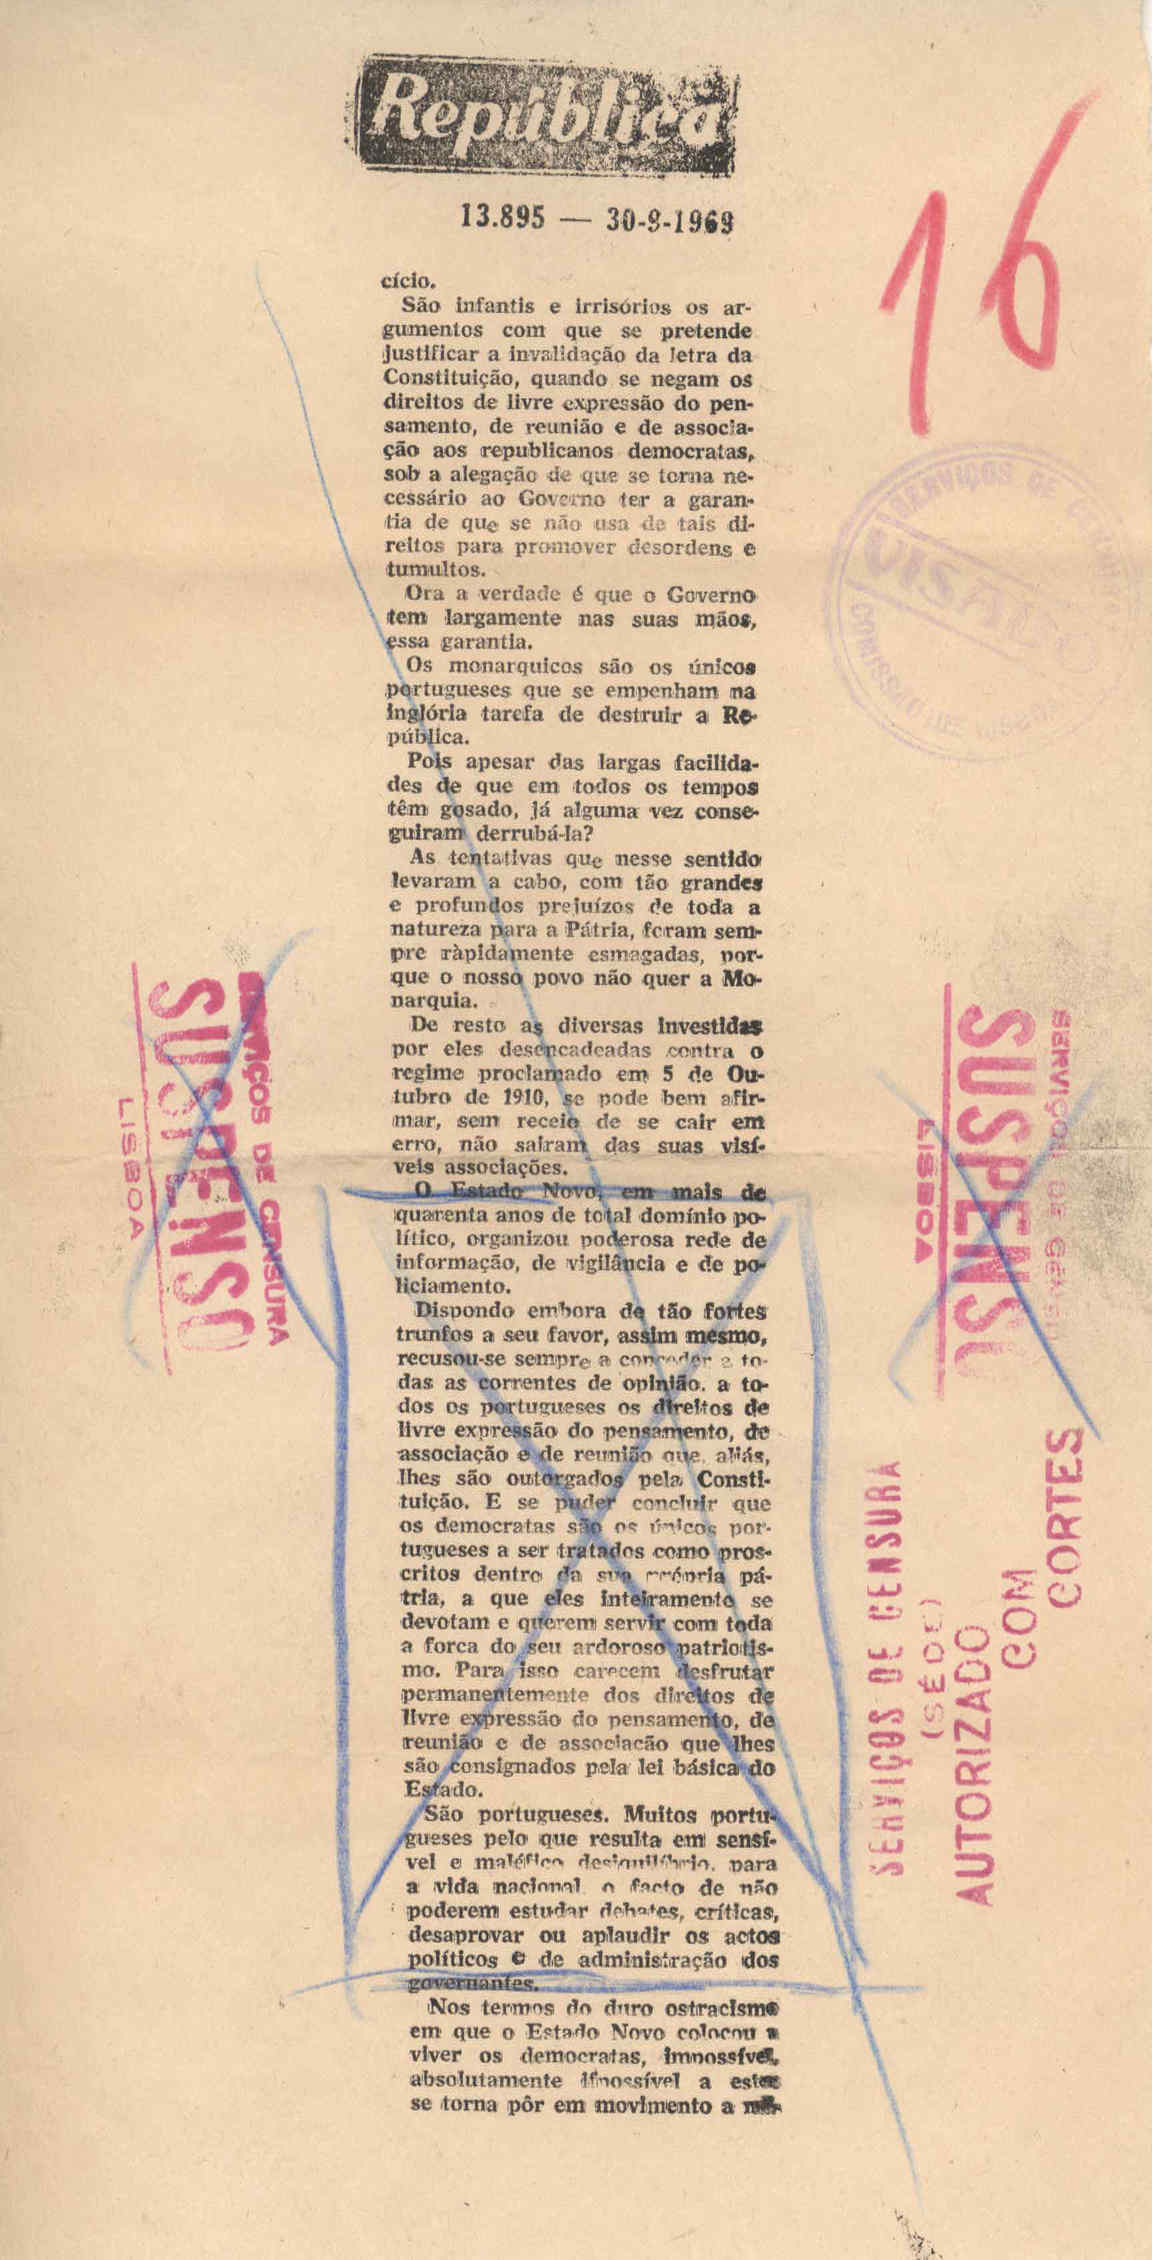 República
13.895 — 30-9-1969
16
cício.
São infantis e irrisórios os ar-
gumentos com que se pretende
justificar a invalidação da letra da
Constituição, quando se negam os
direitos de livre expressão do pen-
samento, de reunião e de associa-
ção aos republicanos democratas,
sob a alegação de que se torna ne-
cessário ao Governo ter a garan-
tia de que se não usa de tais di-
reitos para promover desordens e
tumultos.
Ora a verdade é que o Governo
tem largamente nas suas mãos,
essa garantia.
Os monarquicos são os únicos
portugueses que se empenham na
inglória tarefa de destruir a Re-
pública.
Pois apesar das largas facilida-
des de que em todos os tempos
têm gosado, já alguma vez conse-
guiram derrubá-la?
As tentativas que nesse sentido
levaram a cabo, com tão grandes
e profundos prejuízos de toda a
natureza para a Pátria, foram sem-
pre ràpidamente esmagadas, por-
que o nosso povo não quer a Mo-
narquia.
De resto as diversas investidas
por eles desencadeadas contra o
regime proclamado em 5 de Ou-
tubro de 1910, se pode bem afir-
mar, sem receio de se cair em
erro, não saíram das suas visí-
veis associações.
O Estado Novo, em mais de
quarenta anos de total domínio po-
lítico, organizou poderosa rede de
informação, de vigilância e de po-
liciamento.
Dispondo embora de tão fortes
trunfos a seu favor, assim mesmo,
recusou-se sempre a conceder a to-
das as correntes de opinião, a to-
dos os portugueses os direitos de
livre expressão do pensamento, de
associação e de reunião que, aliás,
lhes são outorgados pela Consti-
tuição. E se puder concluir que
os democratas são os únicos por-
tugueses a ser tratados como pros-
critos dentro da sua própria pá-
tria, a que eles inteiramente se
devotam e querem servir com toda
a força do seu ardoroso patriotis-
mo. Para isso carecem desfrutar
permanentemente dos direitos de
livre expressão do pensamento, de
reunião e de associação que lhes
são consignados pela lei básica do
Estado.
São portugueses. Muitos portu-
gueses pelo que resulta em sensí-
vel e maléfico desiquilíbrio, para
a vida nacional o facto de não
poderem estudar debates, críticas,
desaprovar ou aplaudir os actos
políticos e de administração dos
governantes.
Nos termos do duro ostracismo
em que o Estado Novo colocou a
viver os democratas, impossível,
absolutamente impossível a estes
se torna pôr em movimento a
SERVIÇOS DE CENSURA
SUSPENSO
LISBOA
SERVIÇOS DE CENSURA
SUSPENSO
LISBOA
SERVIÇOS DE
VISADO
COMISSÃO DE
SERVIÇOS DE CENSURA
(SÉDE)
AUTORIZADO
COM
CORTES